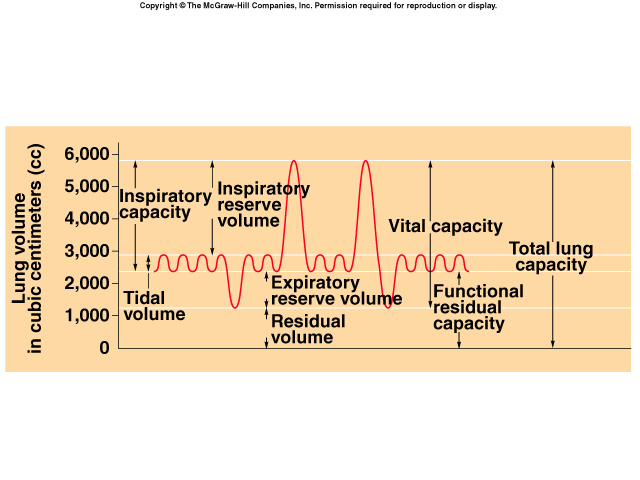 Copyright © The McGraw-Hill Companies, Inc. Permission required for reproduction or display.
Lung volume
in cubic centimeters (cc)
6,000
5,000
4,000
3,000
2,000
1,000
0
Inspiratory
capacity
Inspiratory
reserve
volume
Vital capacity
Total lung
capacity
Tidal
volume
Expiratory
reserve volume
Residual
volume
Functional
residual
capacity